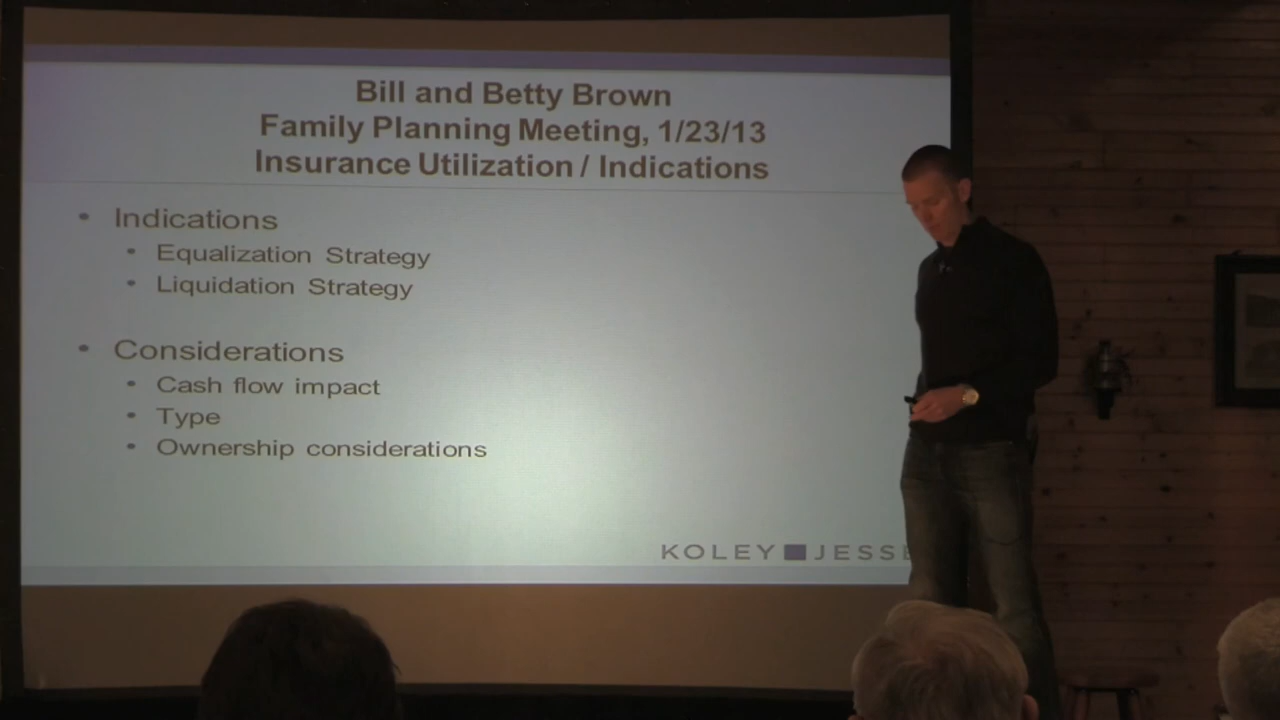 Bill and Betty Brown
Family Planning Meeting, 1/23/13
Insurance Utilization / Indications
• Indications
• Equalization Strategy
• Liquidation Strategy
• Considerations
• Cash flow impact
• Type
• Ownership considerations
KOLEY JESSE